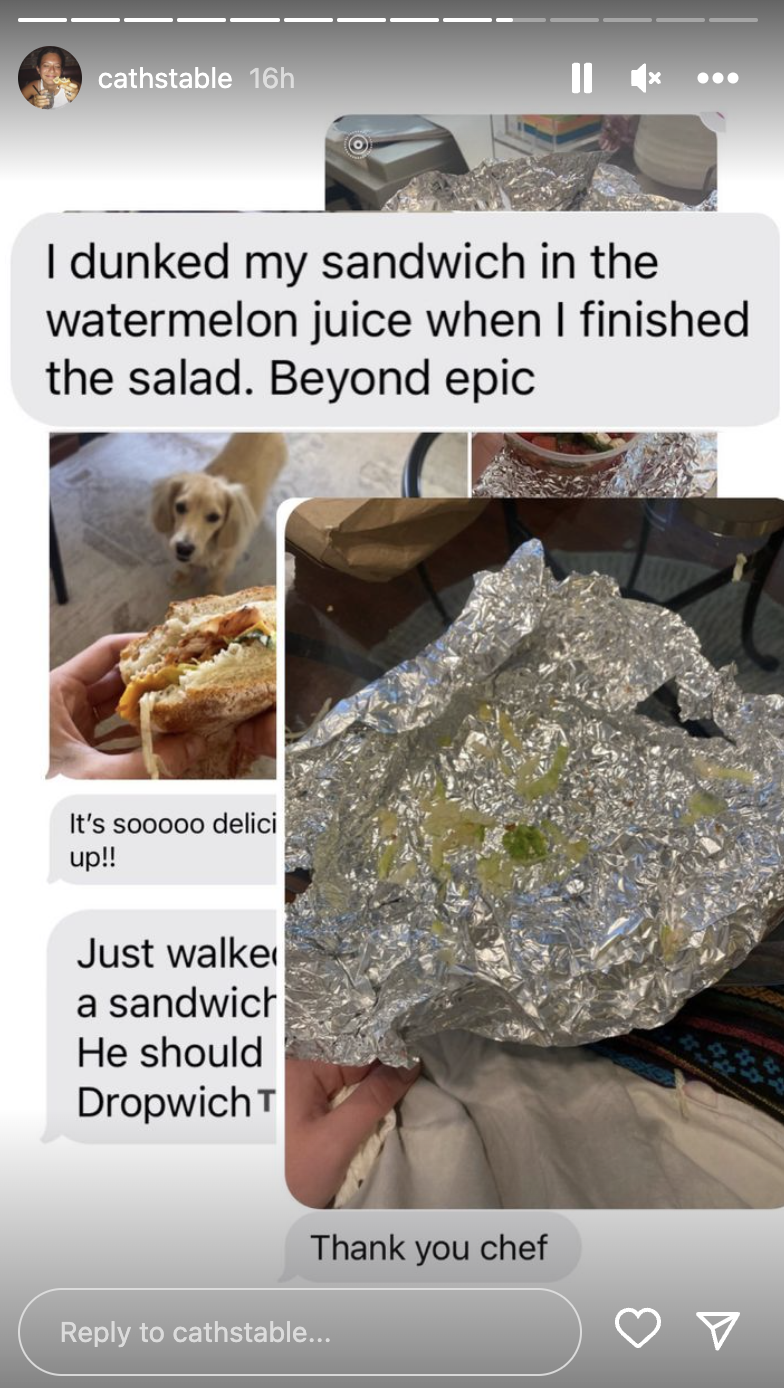 cathstable 16h
I dunked my sandwich in the
watermelon juice when I finished
the salad. Beyond epic
It's sooooo delici
up!!
Just walked
a sandwich
He should
Dropwich T
Thank you chef
Reply to cathstable...